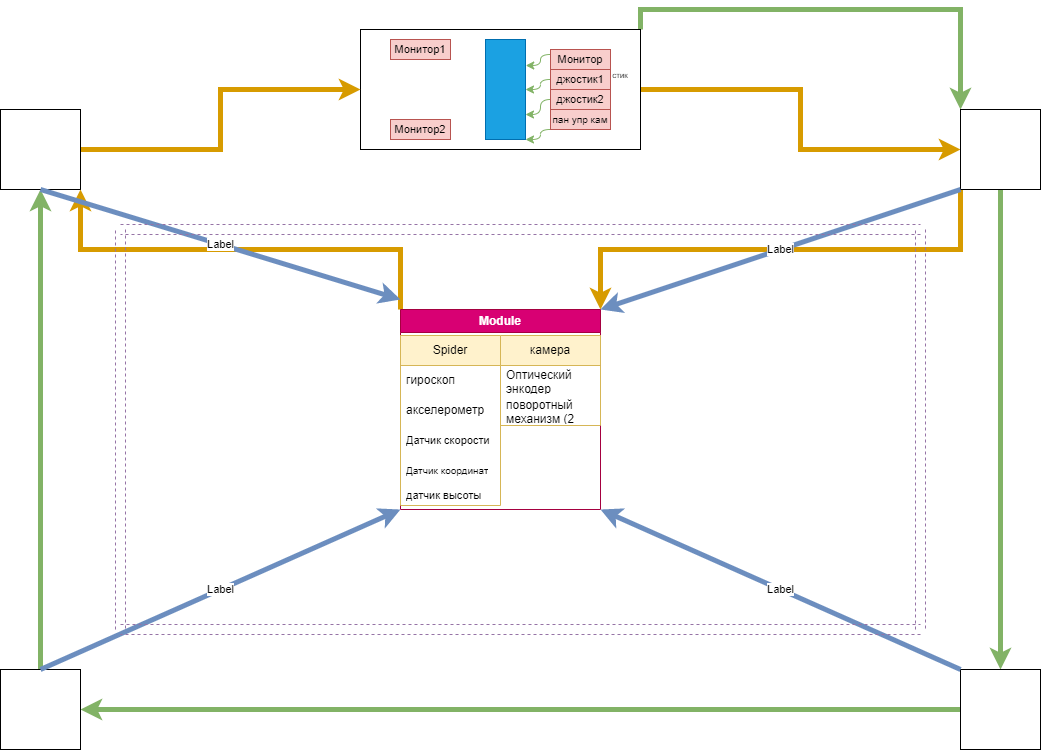 Монитор1
Монитор2
Монитор
джостик1
стик
джостик2
пан упр кам
Label
Label
Module
Spider
камера
гироскоп
Оптический
энкодер
акселерометр
поворотный
механизм (2
Датчик скорости
Датчик координат
датчик высоты
Label
Label